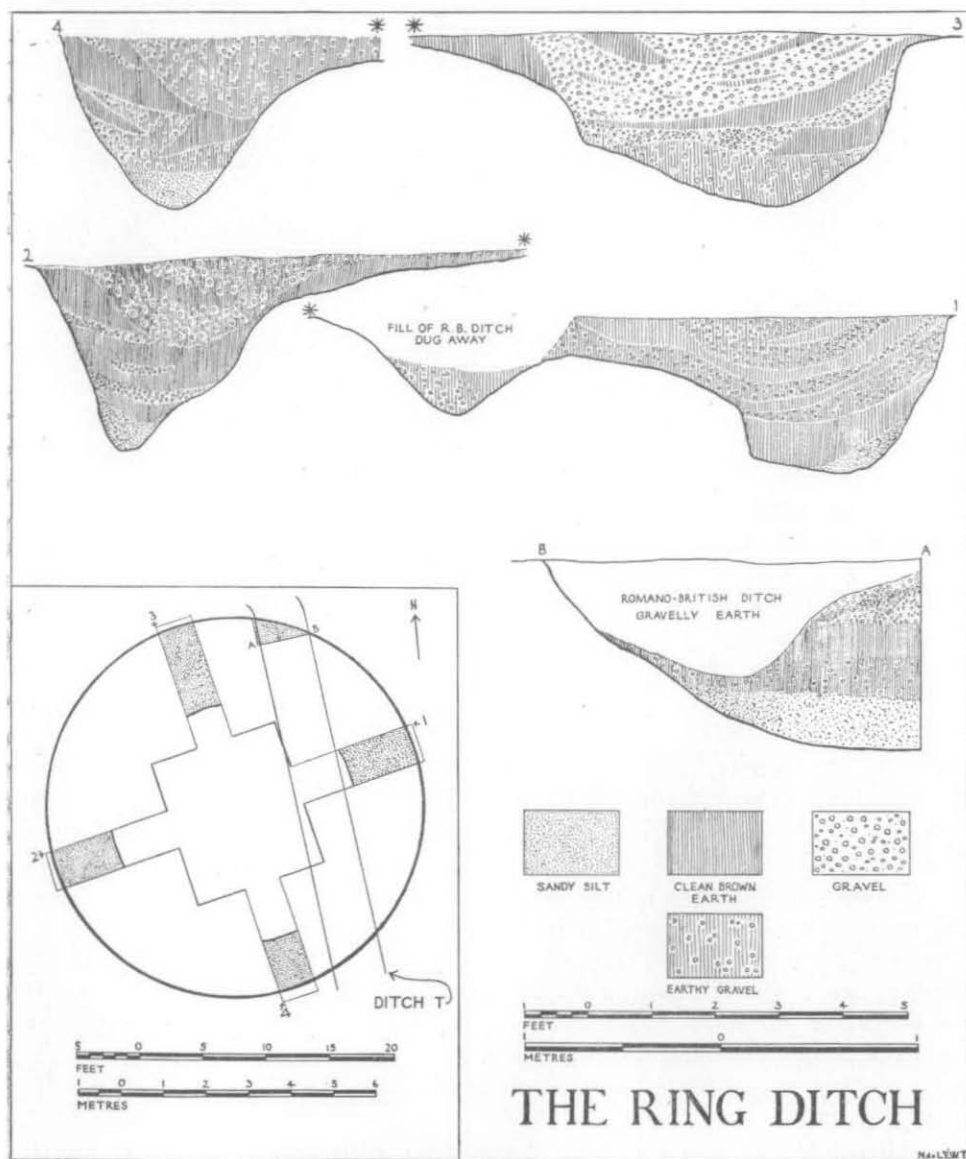 4
*
*
3
2
*
*
1
FILL OF R.B. DITCH
DUG AWAY
B
A
ROMANO-BRITISH DITCH
GRAVELLY EARTH
3
A
B
N
1
2
4
DITCH T
SANDY SILT
CLEAN BROWN
EARTH
GRAVEL
EARTHY GRAVEL
5 0 5 10 15 20
FEET
1 0 1 2 3 4 5 6
METRES
1 0 1 2 3 4 5
FEET
1 0 1
METRES
THE RING DITCH